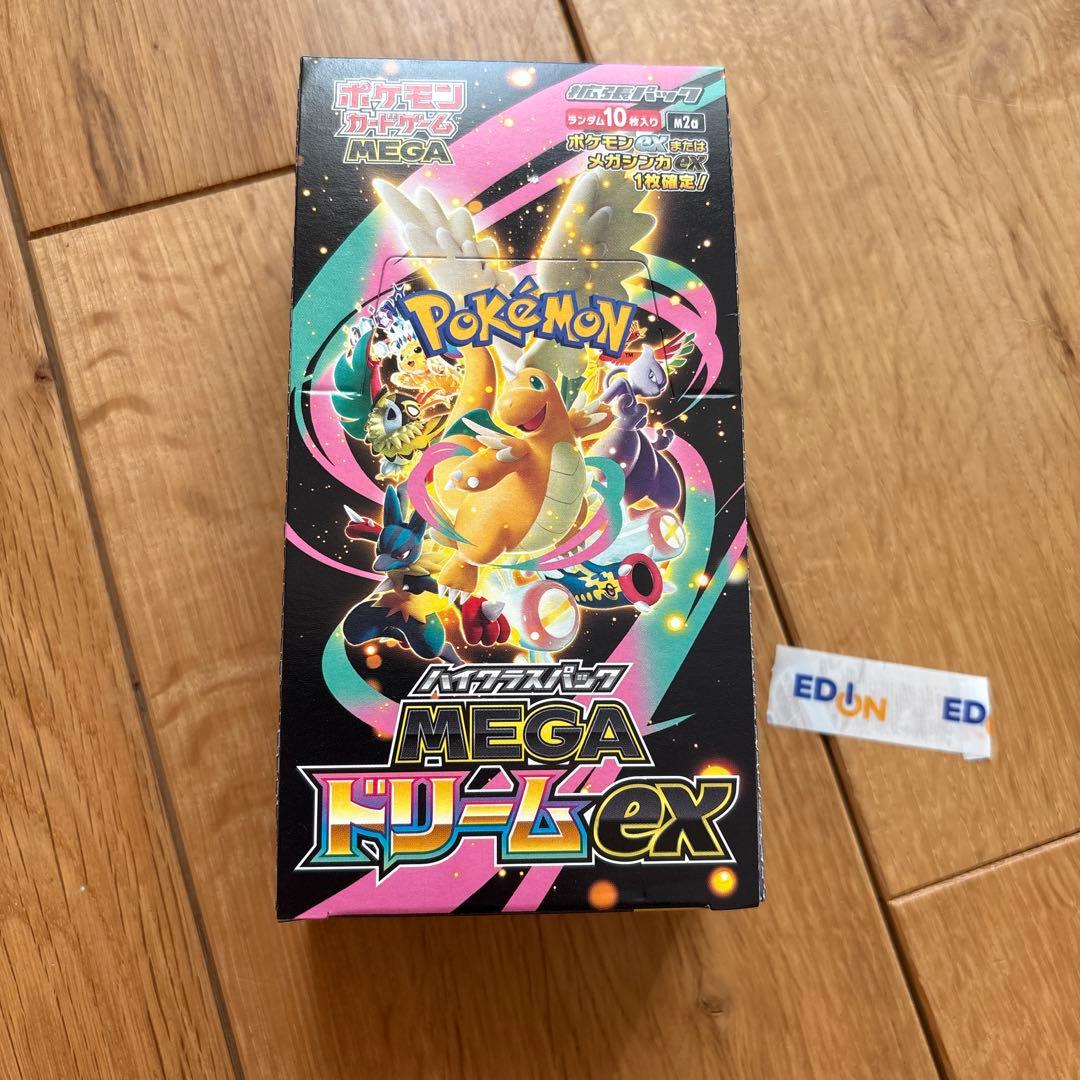 ポケモン
カードゲーム
MEGA
拡張パック
ランダム10枚入り M2a
ポケモンexまたは
メガシンカex
1枚確定!
POKéMON
TM
ハイクラスパック
MEGA
ドリームex
EDION ED